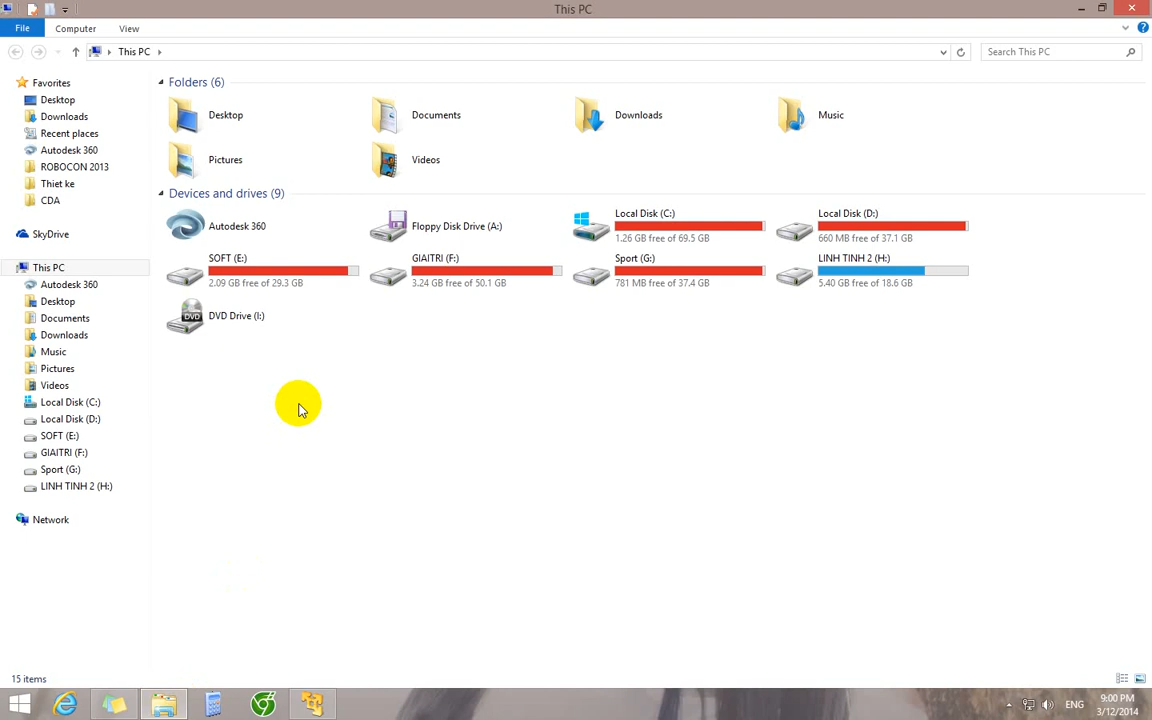 This PC
File
Computer
View
This PC
Search This PC
Favorites
Desktop
Downloads
Recent places
Autodesk 360
ROBOCON 2013
Thiet ke
CDA
SkyDrive
This PC
Autodesk 360
Desktop
Documents
Downloads
Music
Pictures
Videos
Local Disk (C:)
Local Disk (D:)
SOFT (E:)
GIAITRI (F:)
Sport (G:)
LINH TINH 2 (H:)
Network
Folders (6)
Desktop
Documents
Downloads
Music
Pictures
Videos
Devices and drives (9)
Autodesk 360
Floppy Disk Drive (A:)
Local Disk (C:)
1.26 GB free of 69.5 GB
Local Disk (D:)
660 MB free of 37.1 GB
SOFT (E:)
2.09 GB free of 29.3 GB
GIAITRI (F:)
3.24 GB free of 50.1 GB
Sport (G:)
781 MB free of 37.4 GB
LINH TINH 2 (H:)
5.40 GB free of 18.6 GB
DVD
DVD Drive (I:)
15 items
ENG
9:00 PM
3/12/2014